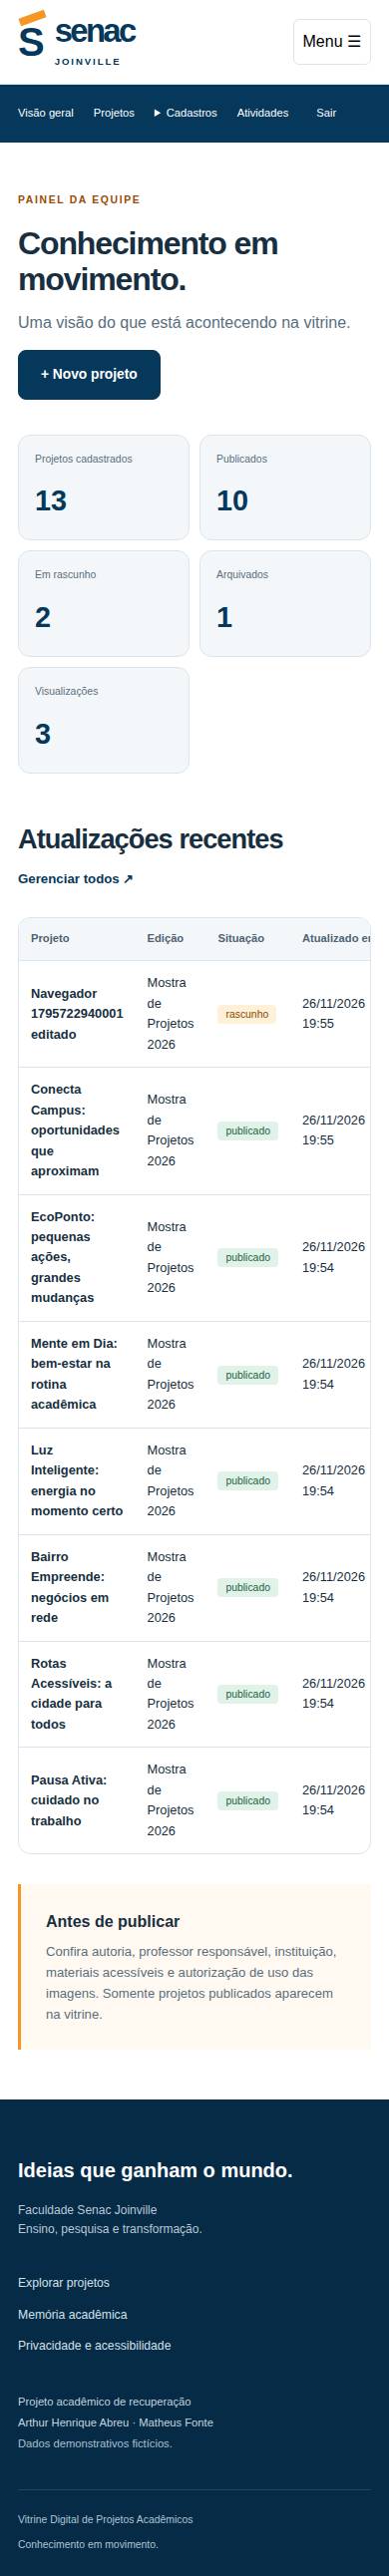 S senac
JOINVILLE
Menu ☰
Visão geral Projetos ▶ Cadastros Atividades Sair
PAINEL DA EQUIPE
Conhecimento em
movimento.
Uma visão do que está acontecendo na vitrine.
+ Novo projeto
Projetos cadastrados Publicados
13 10
Em rascunho Arquivados
2 1
Visualizações
3
Atualizações recentes
Gerenciar todos ↗
Projeto Edição Situação Atualizado
Navegador
1795722940001
editado
Mostra
de
Projetos
2026
rascunho
26/11/2026
19:55
Conecta
Campus:
oportunidades
que
aproximam
Mostra
de
Projetos
2026
publicado
26/11/2026
19:55
EcoPonto:
pequenas
ações,
grandes
mudanças
Mostra
de
Projetos
2026
publicado
26/11/2026
19:54
Mente em Dia:
bem-estar na
rotina
acadêmica
Mostra
de
Projetos
2026
publicado
26/11/2026
19:54
Luz
Inteligente:
energia no
momento certo
Mostra
de
Projetos
2026
publicado
26/11/2026
19:54
Bairro
Empreende:
negócios em
rede
Mostra
de
Projetos
2026
publicado
26/11/2026
19:54
Rotas
Acessíveis: a
cidade para
todos
Mostra
de
Projetos
2026
publicado
26/11/2026
19:54
Pausa Ativa:
cuidado no
trabalho
Mostra
de
Projetos
2026
publicado
26/11/2026
19:54
Antes de publicar
Confira autoria, professor responsável, instituição,
materiais acessíveis e autorização de uso das
imagens. Somente projetos publicados aparecem
na vitrine.
Ideias que ganham o mundo.
Faculdade Senac Joinville
Ensino, pesquisa e transformação.
Explorar projetos
Memória acadêmica
Privacidade e acessibilidade
Projeto acadêmico de recuperação
Arthur Henrique Abreu · Matheus Fonte
Dados demonstrativos fictícios.
Vitrine Digital de Projetos Acadêmicos
Conhecimento em movimento.